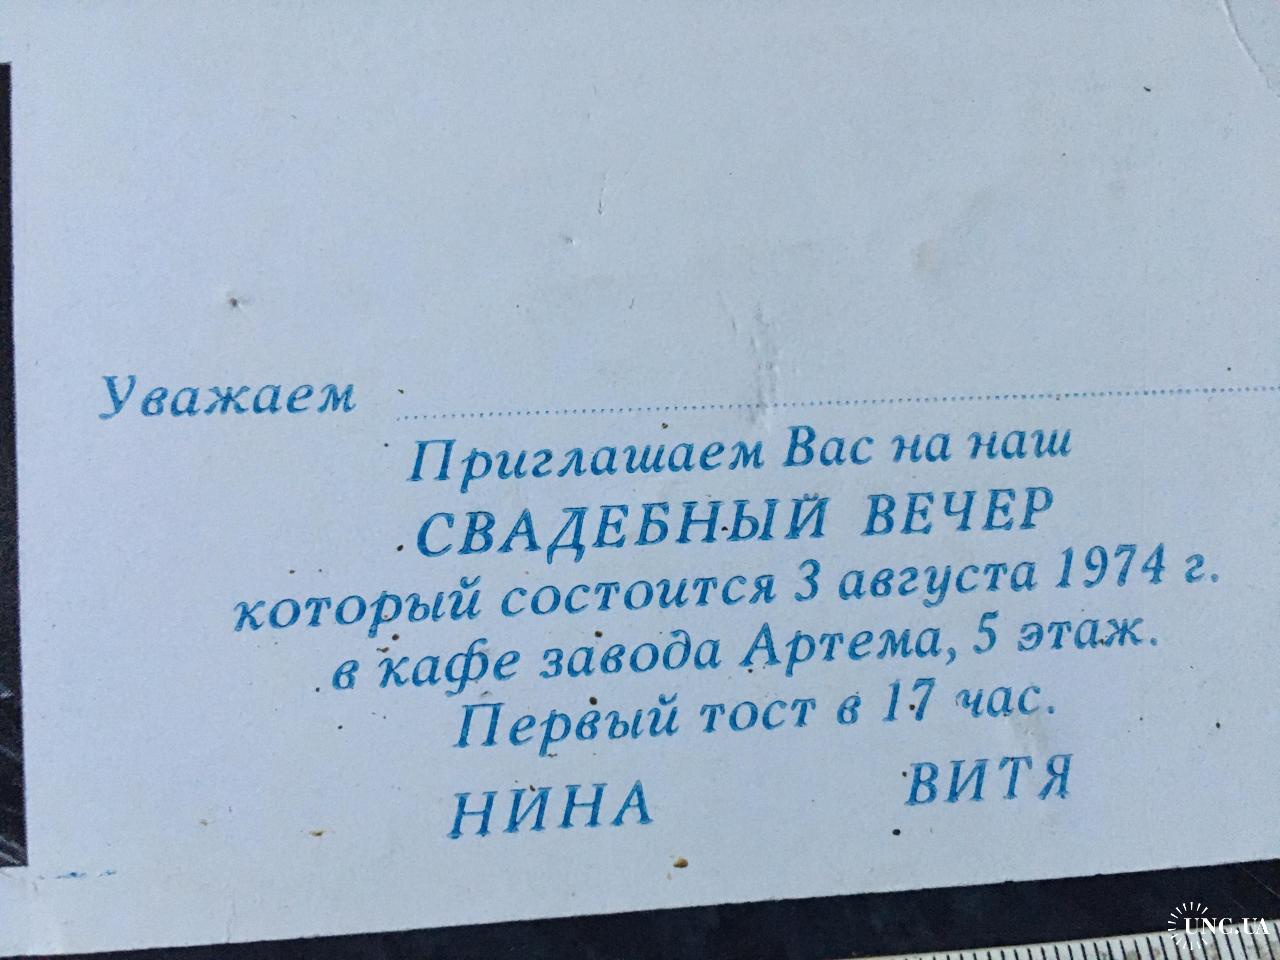 Уважаем
Приглашаем Вас на наш
СВАДЕБНЫЙ ВЕЧЕР
который состоится 3 августа 1974 г.
в кафе завода Артема, 5 этаж.
Первый тост в 17 час.
НИНА ВИТЯ
UNC.UA